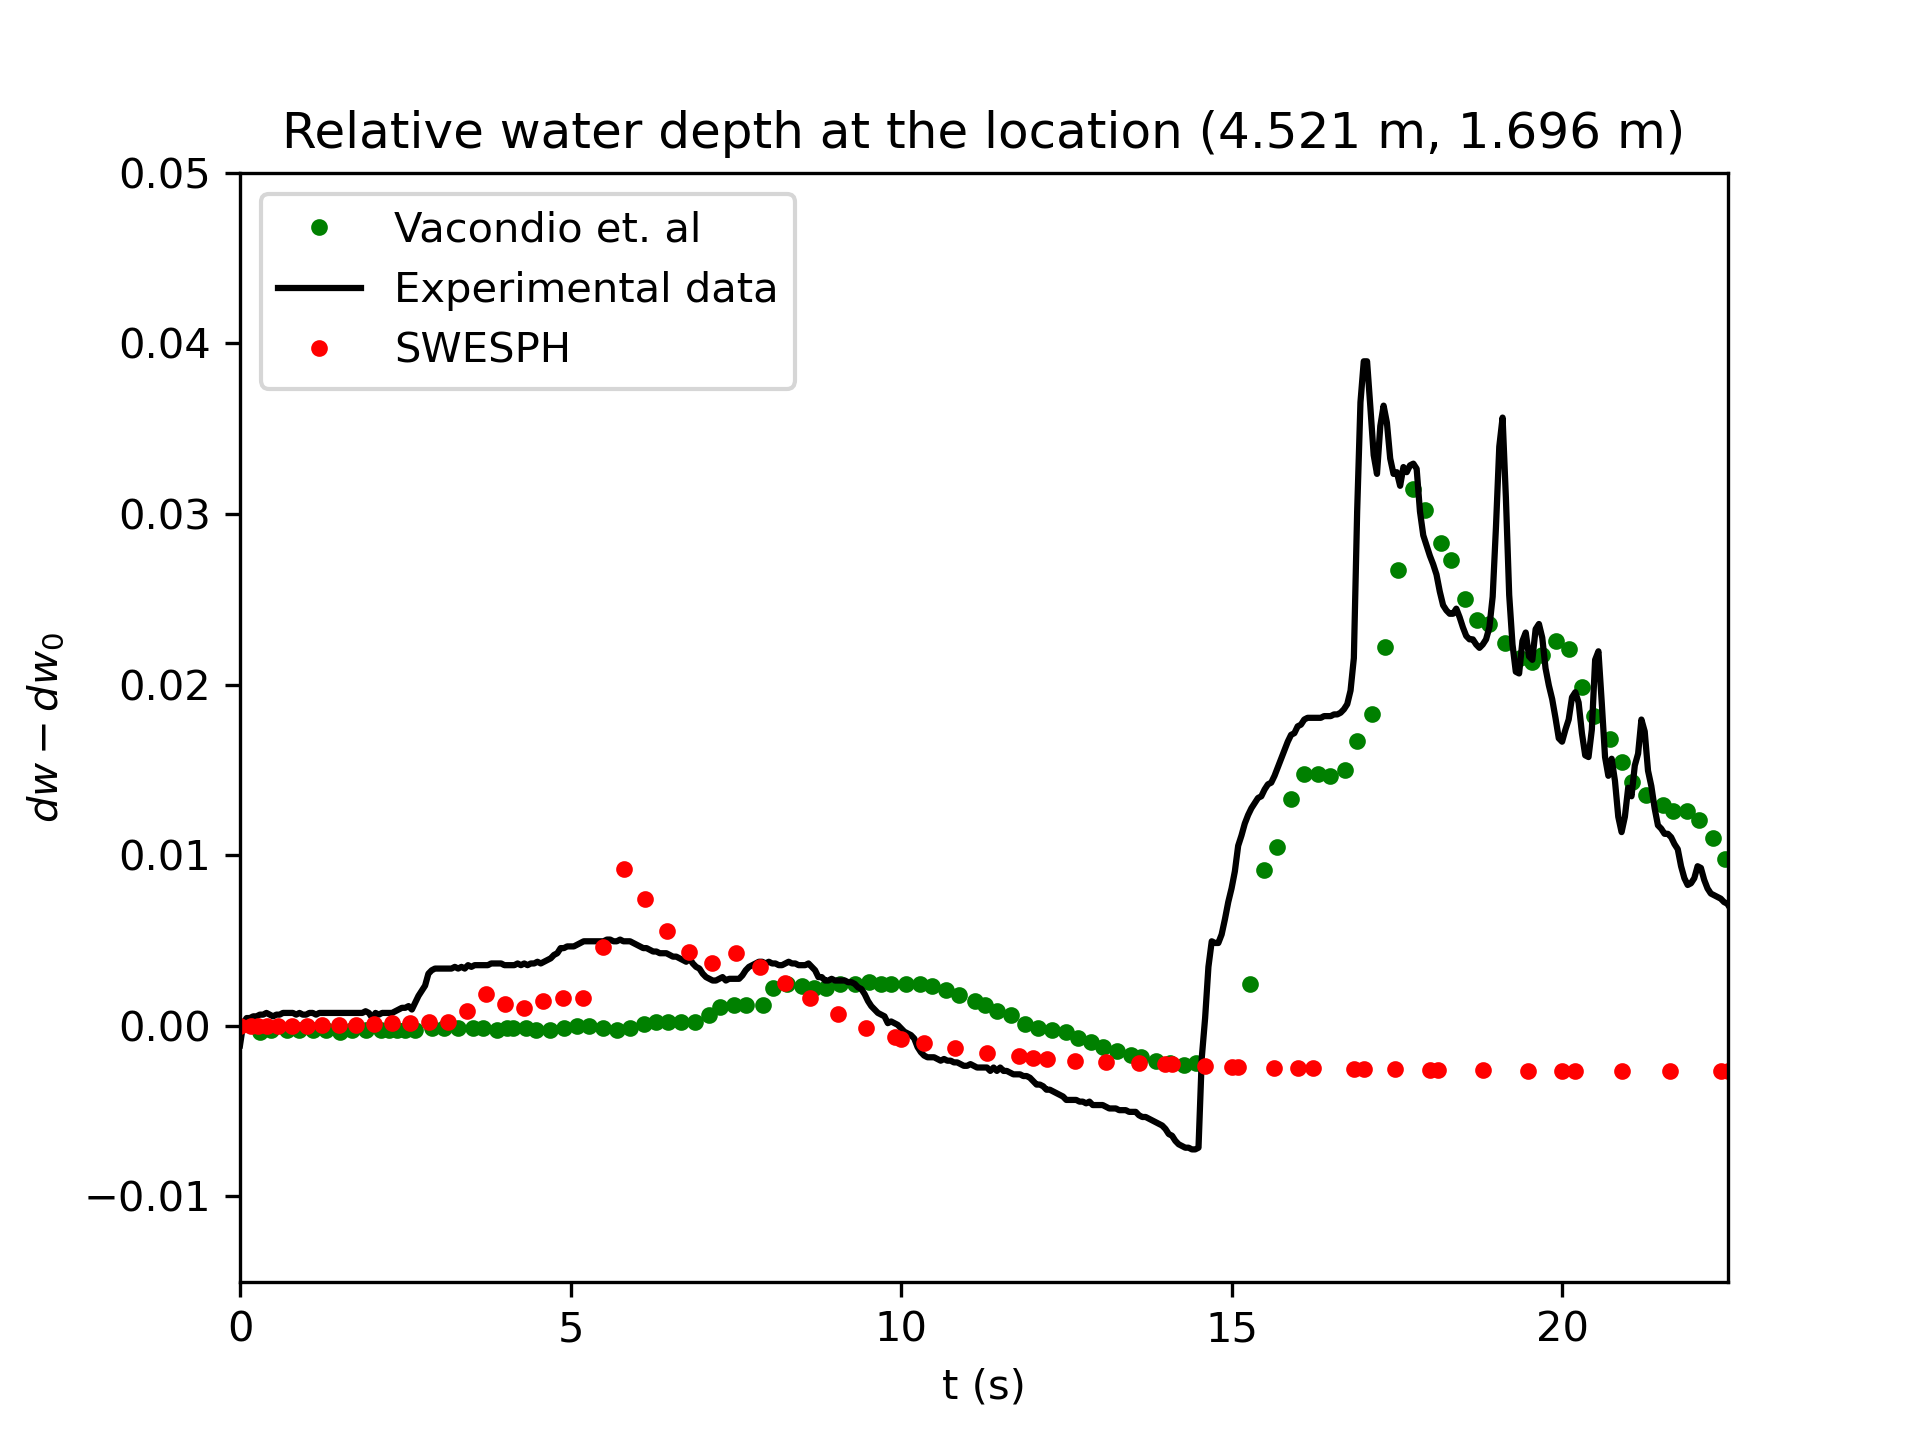 Relative water depth at the location (4.521 m, 1.696 m)
0.05
0.04
0.03
0.02
0.01
0.00
−0.01
dw − dw₀
Vacondio et. al
Experimental data
SWESPH
0 5 10 15 20
t (s)